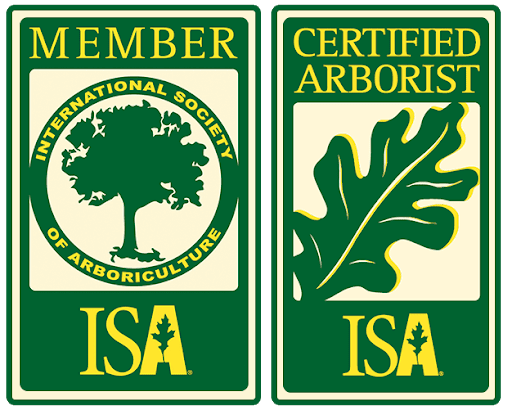 MEMBER
INTERNATIONAL SOCIETY
OF ARBORICULTURE
ISA®
CERTIFIED
ARBORIST
ISA®